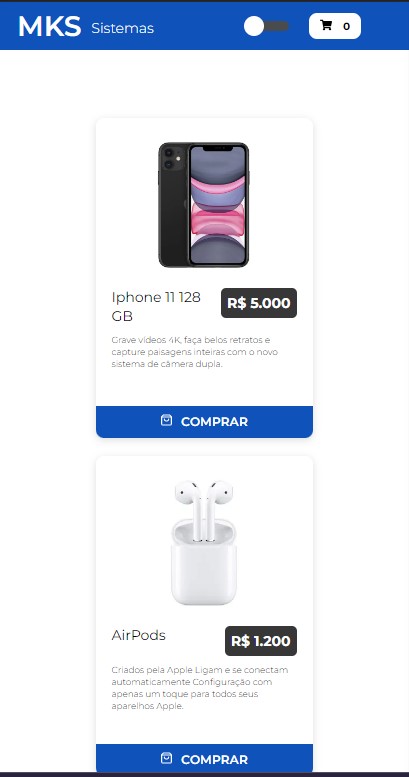 MKS Sistemas 0
Iphone 11 128
GB
R$ 5.000
Grave vídeos 4K, faça belos retratos e
capture paisagens inteiras com o novo
sistema de câmera dupla.
COMPRAR
AirPods
R$ 1.200
Criados pela Apple Ligam e se conectam
automaticamente Configuração com
apenas um toque para todos seus
aparelhos Apple.
COMPRAR